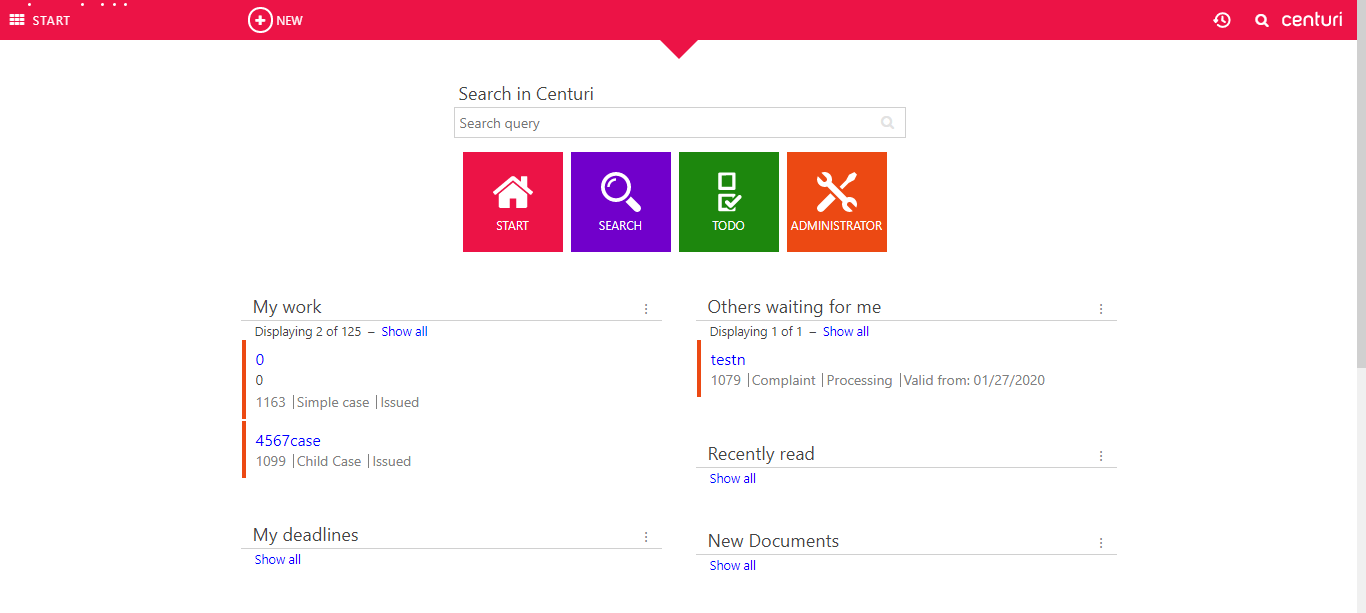 START
NEW
centuri
Search in Centuri
Search query
START
SEARCH
TODO
ADMINISTRATOR
My work
Displaying 2 of 125 – Show all
0
0
1163 |Simple case |Issued
4567case
1099 |Child Case |Issued
My deadlines
Show all
Others waiting for me
Displaying 1 of 1 – Show all
testn
1079 |Complaint |Processing |Valid from: 01/27/2020
Recently read
Show all
New Documents
Show all